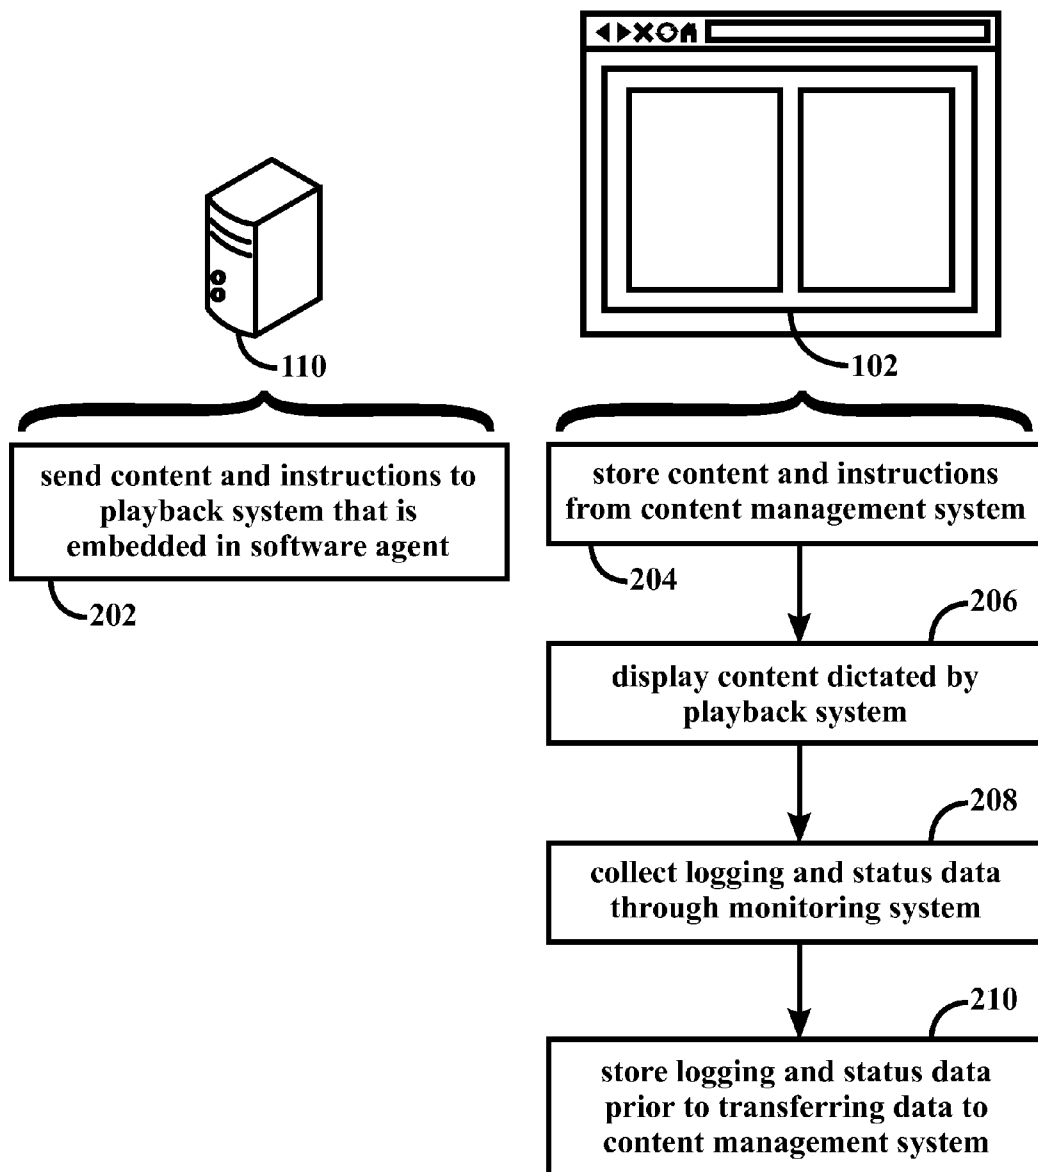 110
102
send content and instructions to
playback system that is
embedded in software agent
202
store content and instructions
from content management system
204
206
display content dictated by
playback system
208
collect logging and status data
through monitoring system
210
store logging and status data
prior to transferring data to
content management system